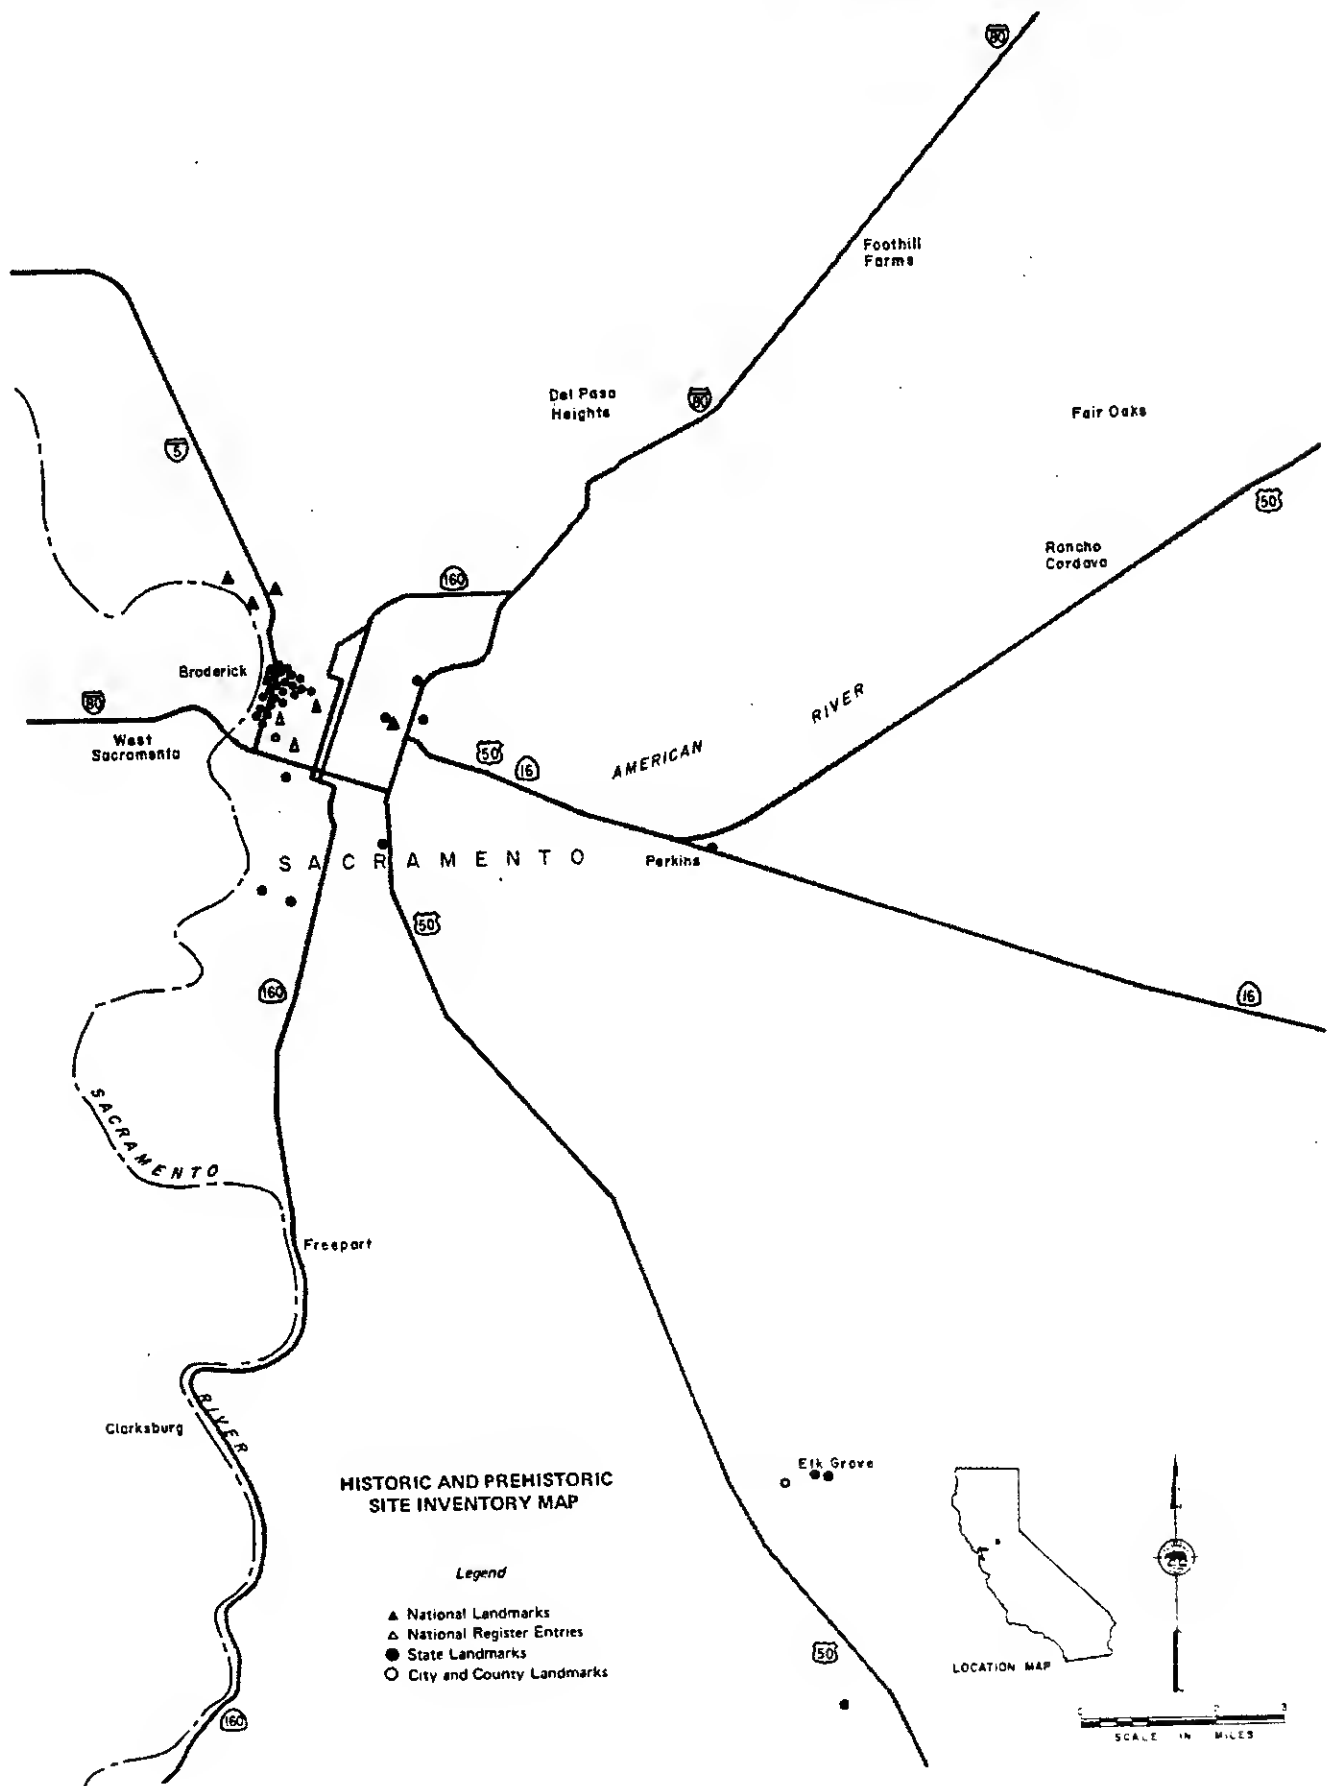 80
Foothill
Farms
Del Paso
Heights
80
Fair Oaks
5
50
Rancho
Cordova
160
Broderick
80
RIVER
West
Sacramento
50
16
AMERICAN
SACRAMENTO
Perkins
50
160
16
SACRAMENTO
Freeport
RIVER
Clarksburg
Elk Grove
HISTORIC AND PREHISTORIC
SITE INVENTORY MAP
Legend
National Landmarks
National Register Entries
State Landmarks
City and County Landmarks
50
LOCATION MAP
160
2 3
SCALE IN MILES